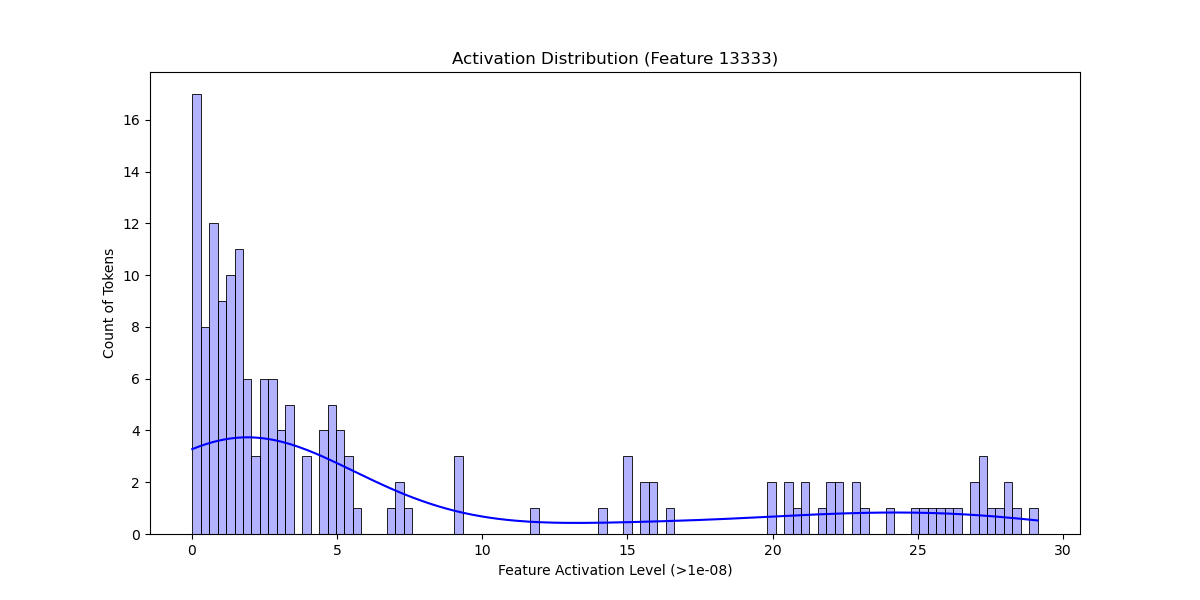 Activation Distribution (Feature 13333)
Count of Tokens
16
14
12
10
8
6
4
2
0
0 5 10 15 20 25 30
Feature Activation Level (>1e-08)